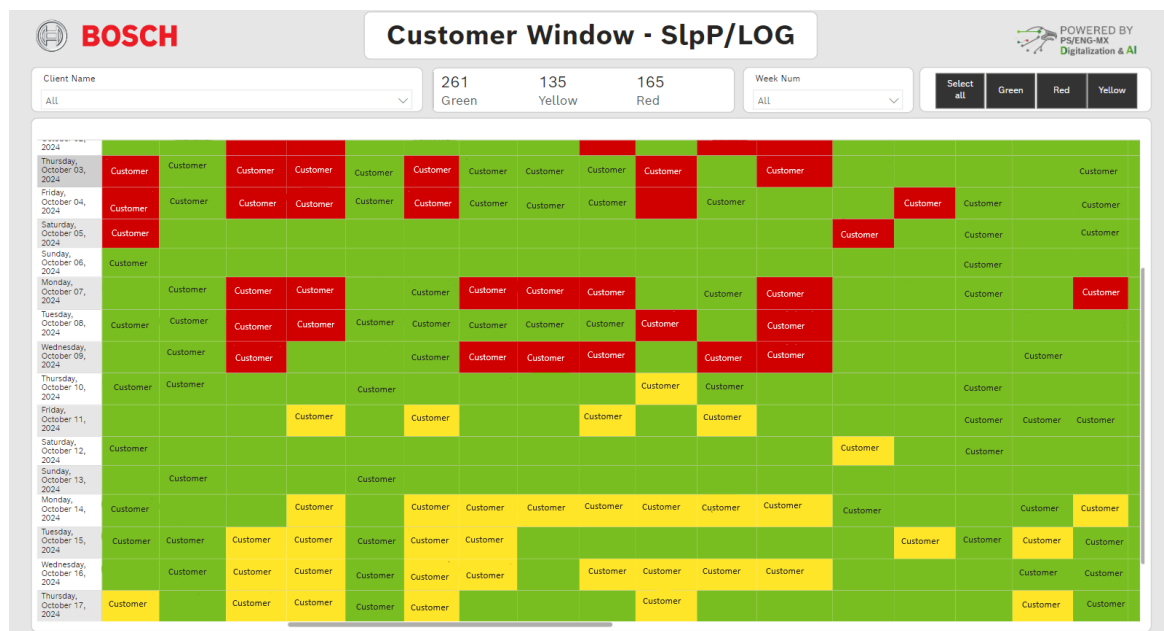 BOSCH
Customer Window - SlpP/LOG
POWERED BY
PS/ENG-MX
Digitalization & AI
Client Name
All
261 135 165
Green Yellow Red
Week Num
All
Select all Green Red Yellow
2024
Thursday,
October 03,
2024
Customer Customer Customer Customer Customer Customer Customer Customer Customer Customer Customer Customer
Friday,
October 04,
2024
Customer Customer Customer Customer Customer Customer Customer Customer Customer Customer Customer Customer Customer
Saturday,
October 05,
2024
Customer Customer Customer Customer
Sunday,
October 06,
2024
Customer Customer
Monday,
October 07,
2024
Customer Customer Customer Customer Customer Customer Customer Customer Customer Customer Customer
Tuesday,
October 08,
2024
Customer Customer Customer Customer Customer Customer Customer Customer Customer Customer Customer
Wednesday,
October 09,
2024
Customer Customer Customer Customer Customer Customer Customer Customer Customer
Thursday,
October 10,
2024
Customer Customer Customer Customer Customer Customer
Friday,
October 11,
2024
Customer Customer Customer Customer Customer Customer Customer
Saturday,
October 12,
2024
Customer Customer Customer
Sunday,
October 13,
2024
Customer Customer
Monday,
October 14,
2024
Customer Customer Customer Customer Customer Customer Customer Customer Customer Customer Customer Customer
Tuesday,
October 15,
2024
Customer Customer Customer Customer Customer Customer Customer Customer Customer Customer Customer
Wednesday,
October 16,
2024
Customer Customer Customer Customer Customer Customer Customer Customer Customer Customer Customer Customer
Thursday,
October 17,
2024
Customer Customer Customer Customer Customer Customer Customer Customer